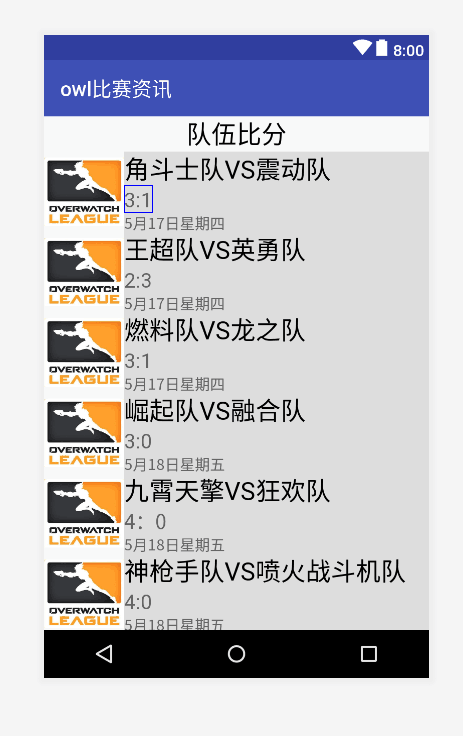 8:00
owl比赛资讯
队伍比分
OVERWATCH
LEAGUE
角斗士队VS震动队
3:1
5月17日星期四
OVERWATCH
LEAGUE
王超队VS英勇队
2:3
5月17日星期四
OVERWATCH
LEAGUE
燃料队VS龙之队
3:1
5月17日星期四
OVERWATCH
LEAGUE
崛起队VS融合队
3:0
5月18日星期五
OVERWATCH
LEAGUE
九霄天擎VS狂欢队
4：0
5月18日星期五
OVERWATCH
LEAGUE
神枪手队VS喷火战斗机队
4:0
5月18日星期五